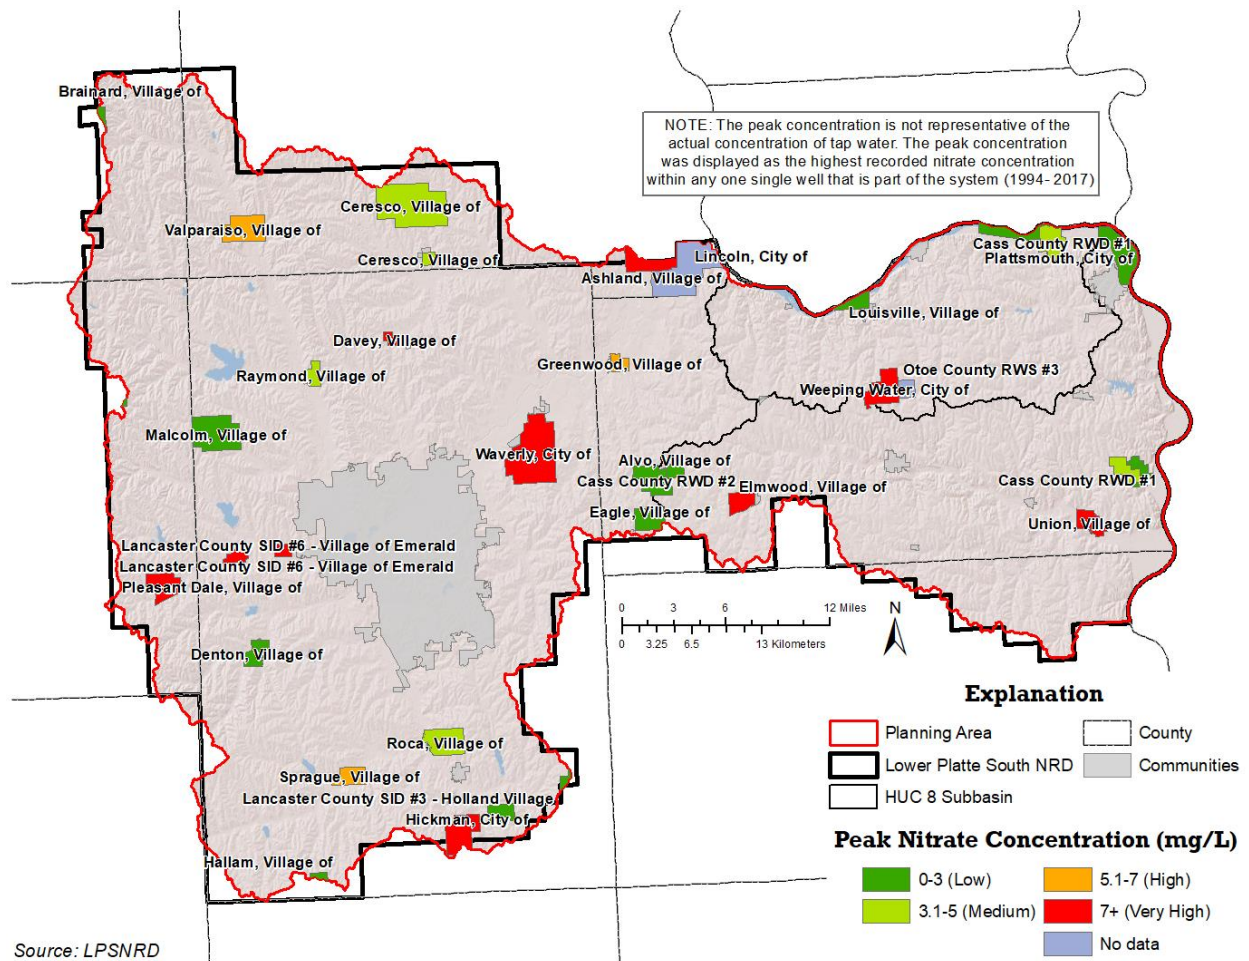 Brainard, Village of
NOTE: The peak concentration is not representative of the
actual concentration of tap water. The peak concentration
was displayed as the highest recorded nitrate concentration
within any one single well that is part of the system (1994- 2017)
Ceresco, Village of
Valparaiso, Village of
Ceresco, Village of
Lincoln, City of
Ashland, Village of
Cass County RWD #1
Plattsmouth, City of
Louisville, Village of
Davey, Village of
Raymond, Village of
Greenwood, Village of
Otoe County RWS #3
Weeping Water, City of
Malcolm, Village of
Waverly, City of
Alvo, Village of
Cass County RWD #2
Elmwood, Village of
Cass County RWD #1
Eagle, Village of
Union, Village of
Lancaster County SID #6 - Village of Emerald
Lancaster County SID #6 - Village of Emerald
Pleasant Dale, Village of
Denton, Village of
0 3 6 12 Miles
0 3.25 6.5 13 Kilometers
N
Roca, Village of
Sprague, Village of
Lancaster County SID #3 - Holland Village
Hickman, City of
Hallam, Village of
Explanation
Planning Area
County
Lower Platte South NRD
Communities
HUC 8 Subbasin
Peak Nitrate Concentration (mg/L)
0-3 (Low)
5.1-7 (High)
3.1-5 (Medium)
7+ (Very High)
No data
Source: LPSNRD